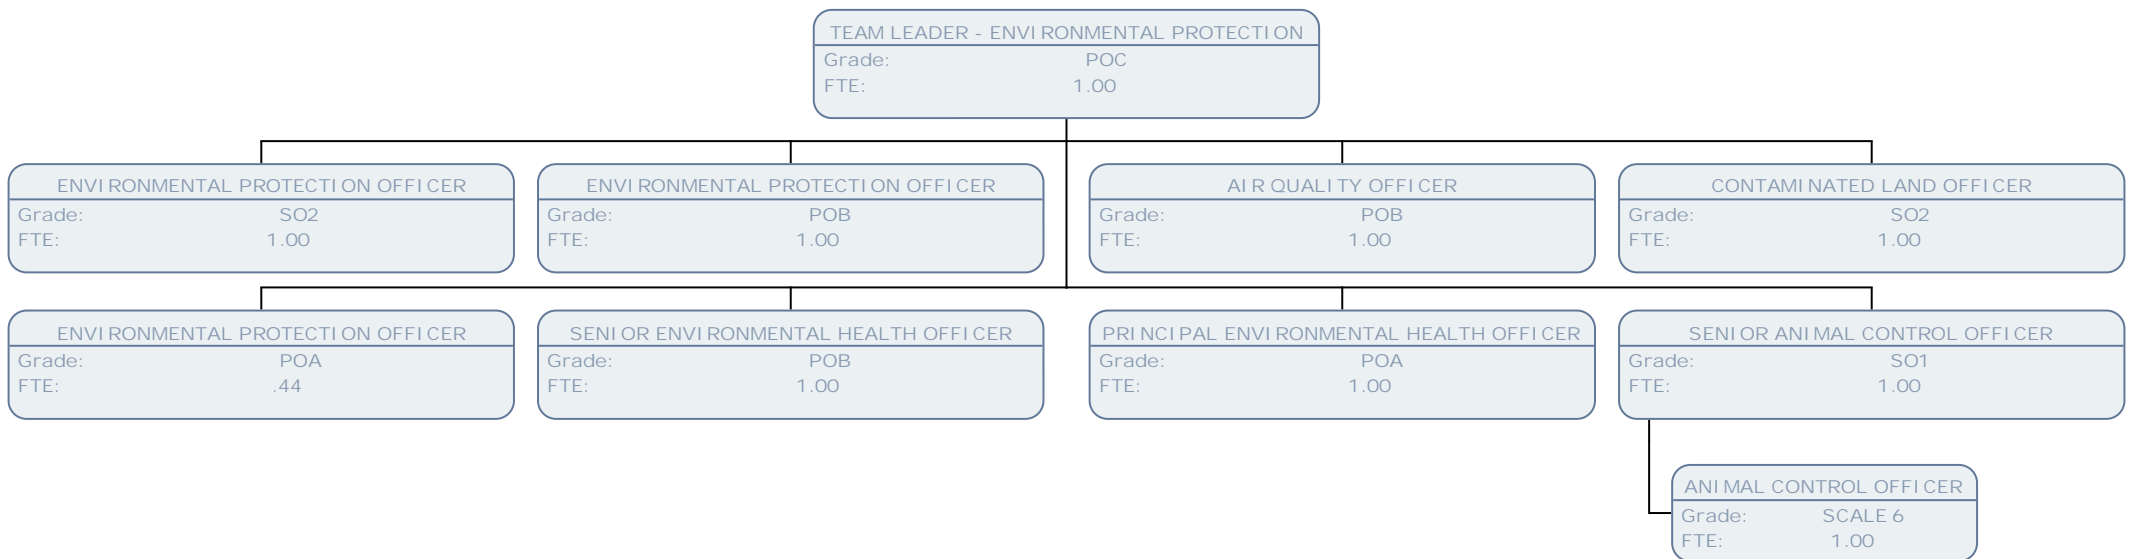 TEAM LEADER - ENVIRONMENTAL PROTECTION
Grade: POC
FTE: 1.00
ENVIRONMENTAL PROTECTION OFFICER
Grade: SO2
FTE: 1.00
ENVIRONMENTAL PROTECTION OFFICER
Grade: POB
FTE: 1.00
AIR QUALITY OFFICER
Grade: POB
FTE: 1.00
CONTAMINATED LAND OFFICER
Grade: SO2
FTE: 1.00
ENVIRONMENTAL PROTECTION OFFICER
Grade: POA
FTE: .44
SENIOR ENVIRONMENTAL HEALTH OFFICER
Grade: POB
FTE: 1.00
PRINCIPAL ENVIRONMENTAL HEALTH OFFICER
Grade: POA
FTE: 1.00
SENIOR ANIMAL CONTROL OFFICER
Grade: SO1
FTE: 1.00
ANIMAL CONTROL OFFICER
Grade: SCALE 6
FTE: 1.00